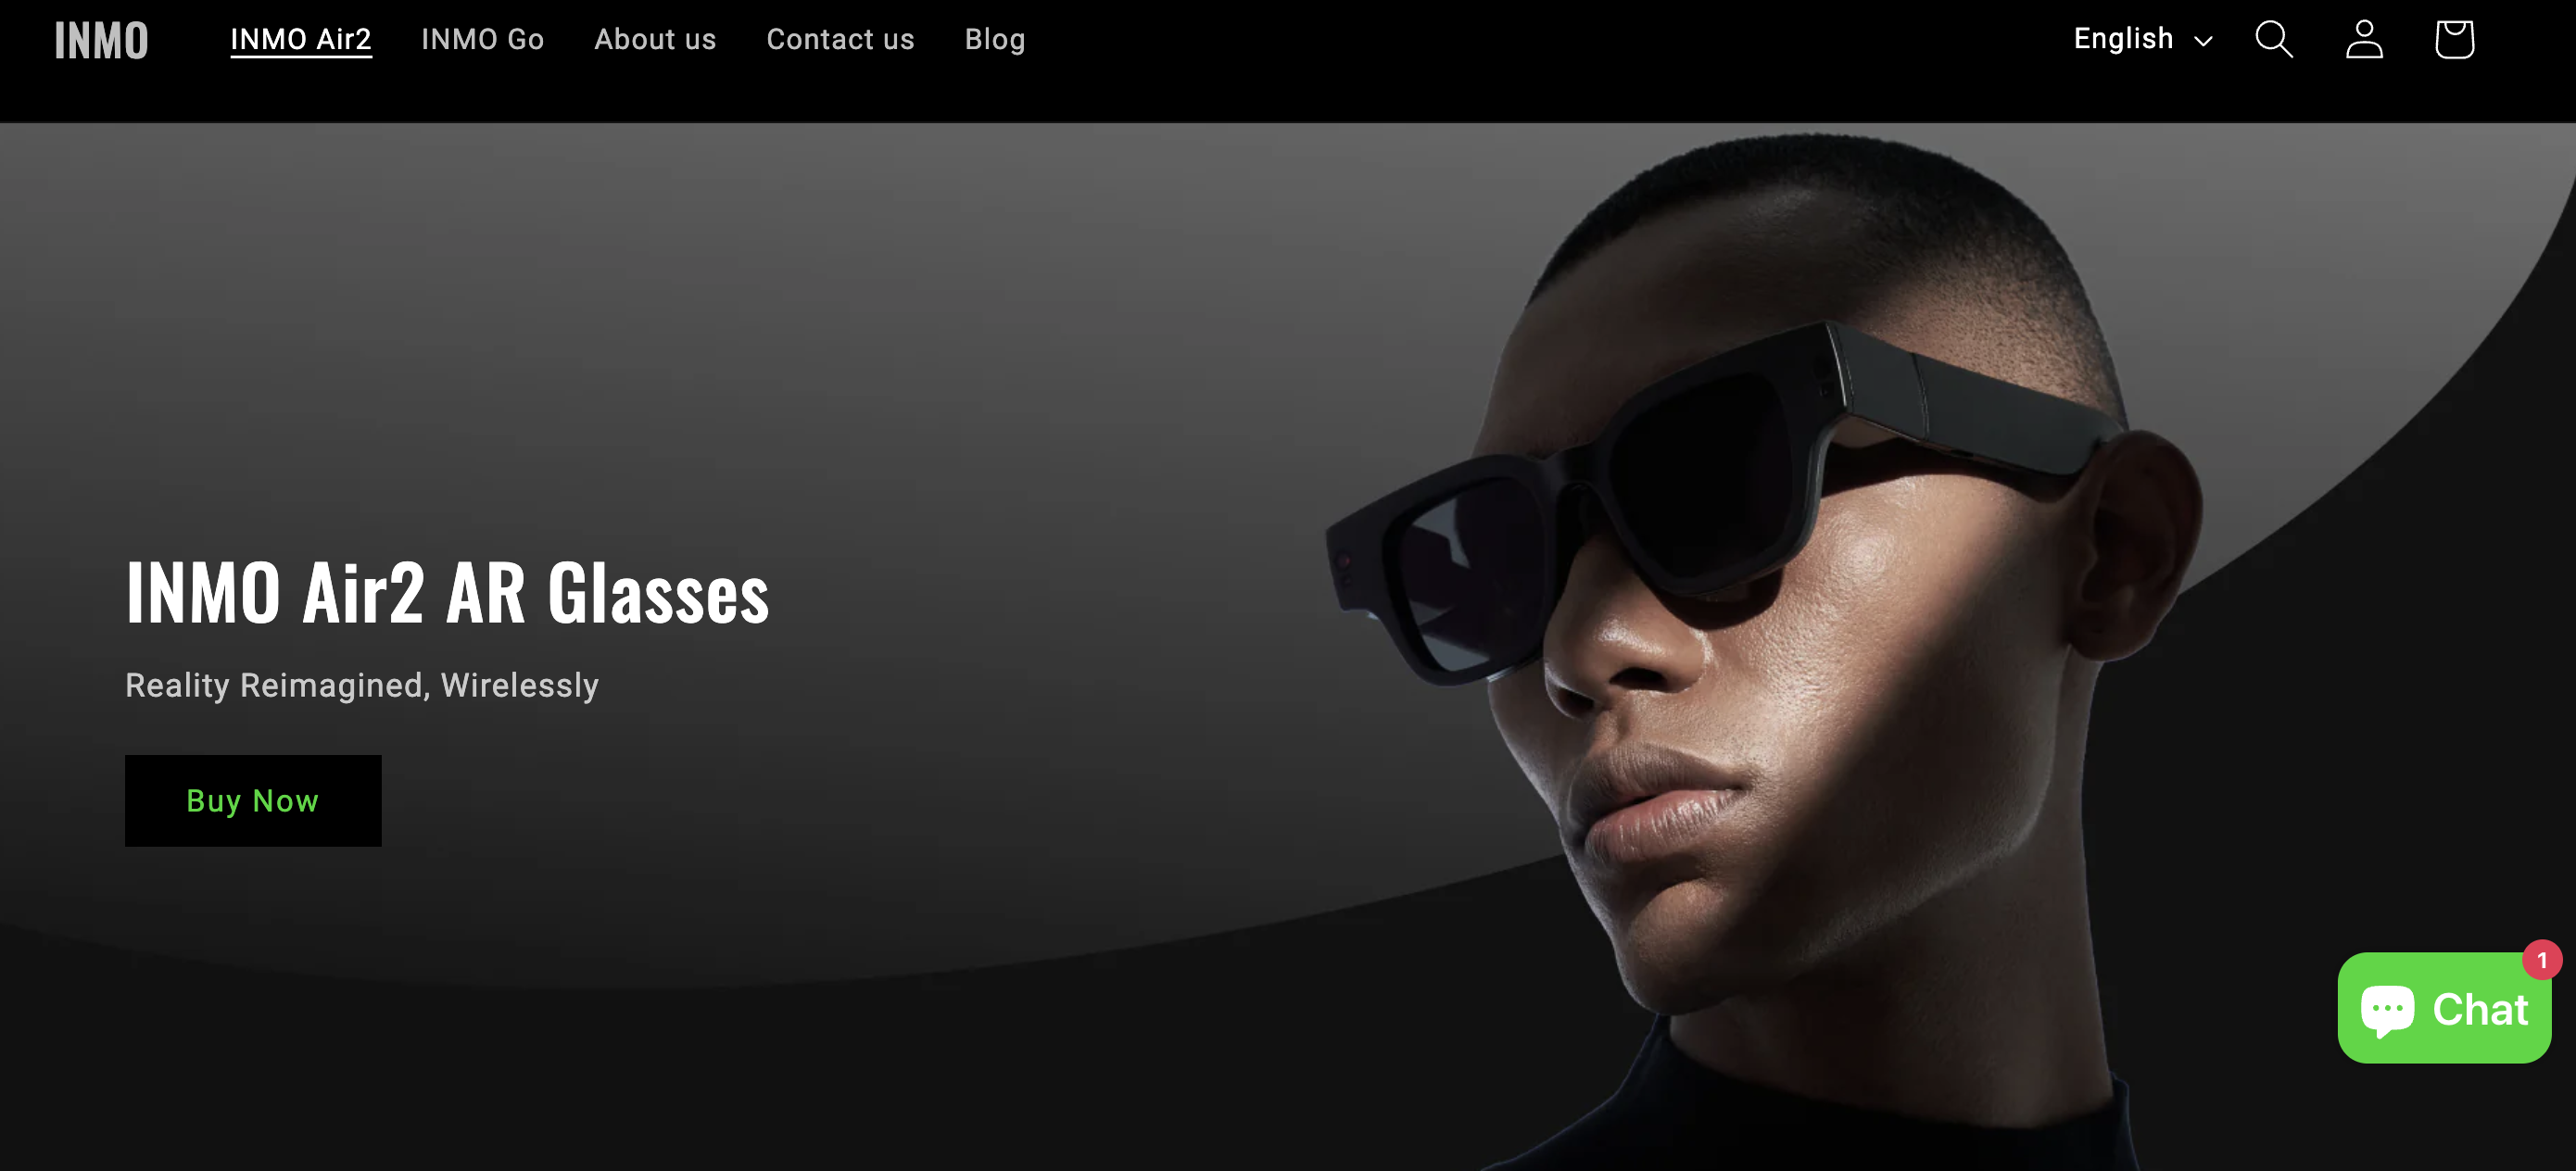 INMO INMO Air2 INMO Go About us Contact us Blog English
INMO Air2 AR Glasses
Reality Reimagined, Wirelessly
Buy Now
1
Chat